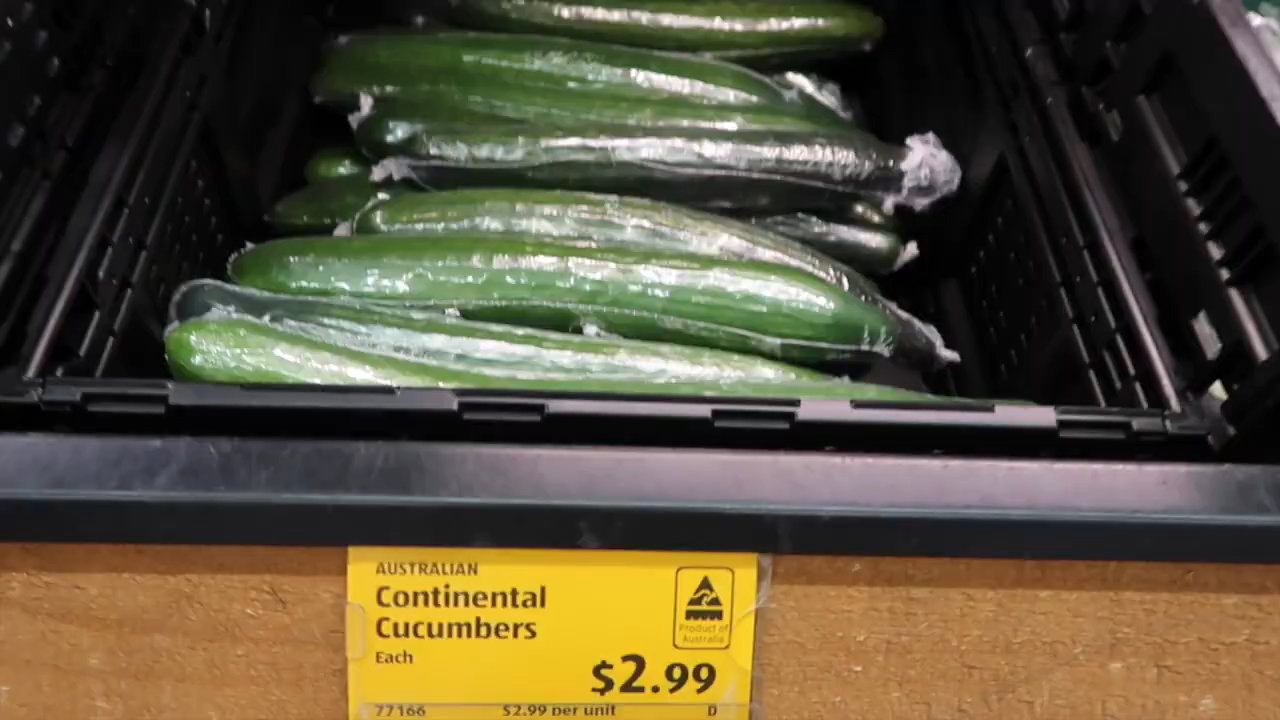 AUSTRALIAN
Continental
Cucumbers
Each
Product of
Australia
$2.99
77166 $2.99 per unit D